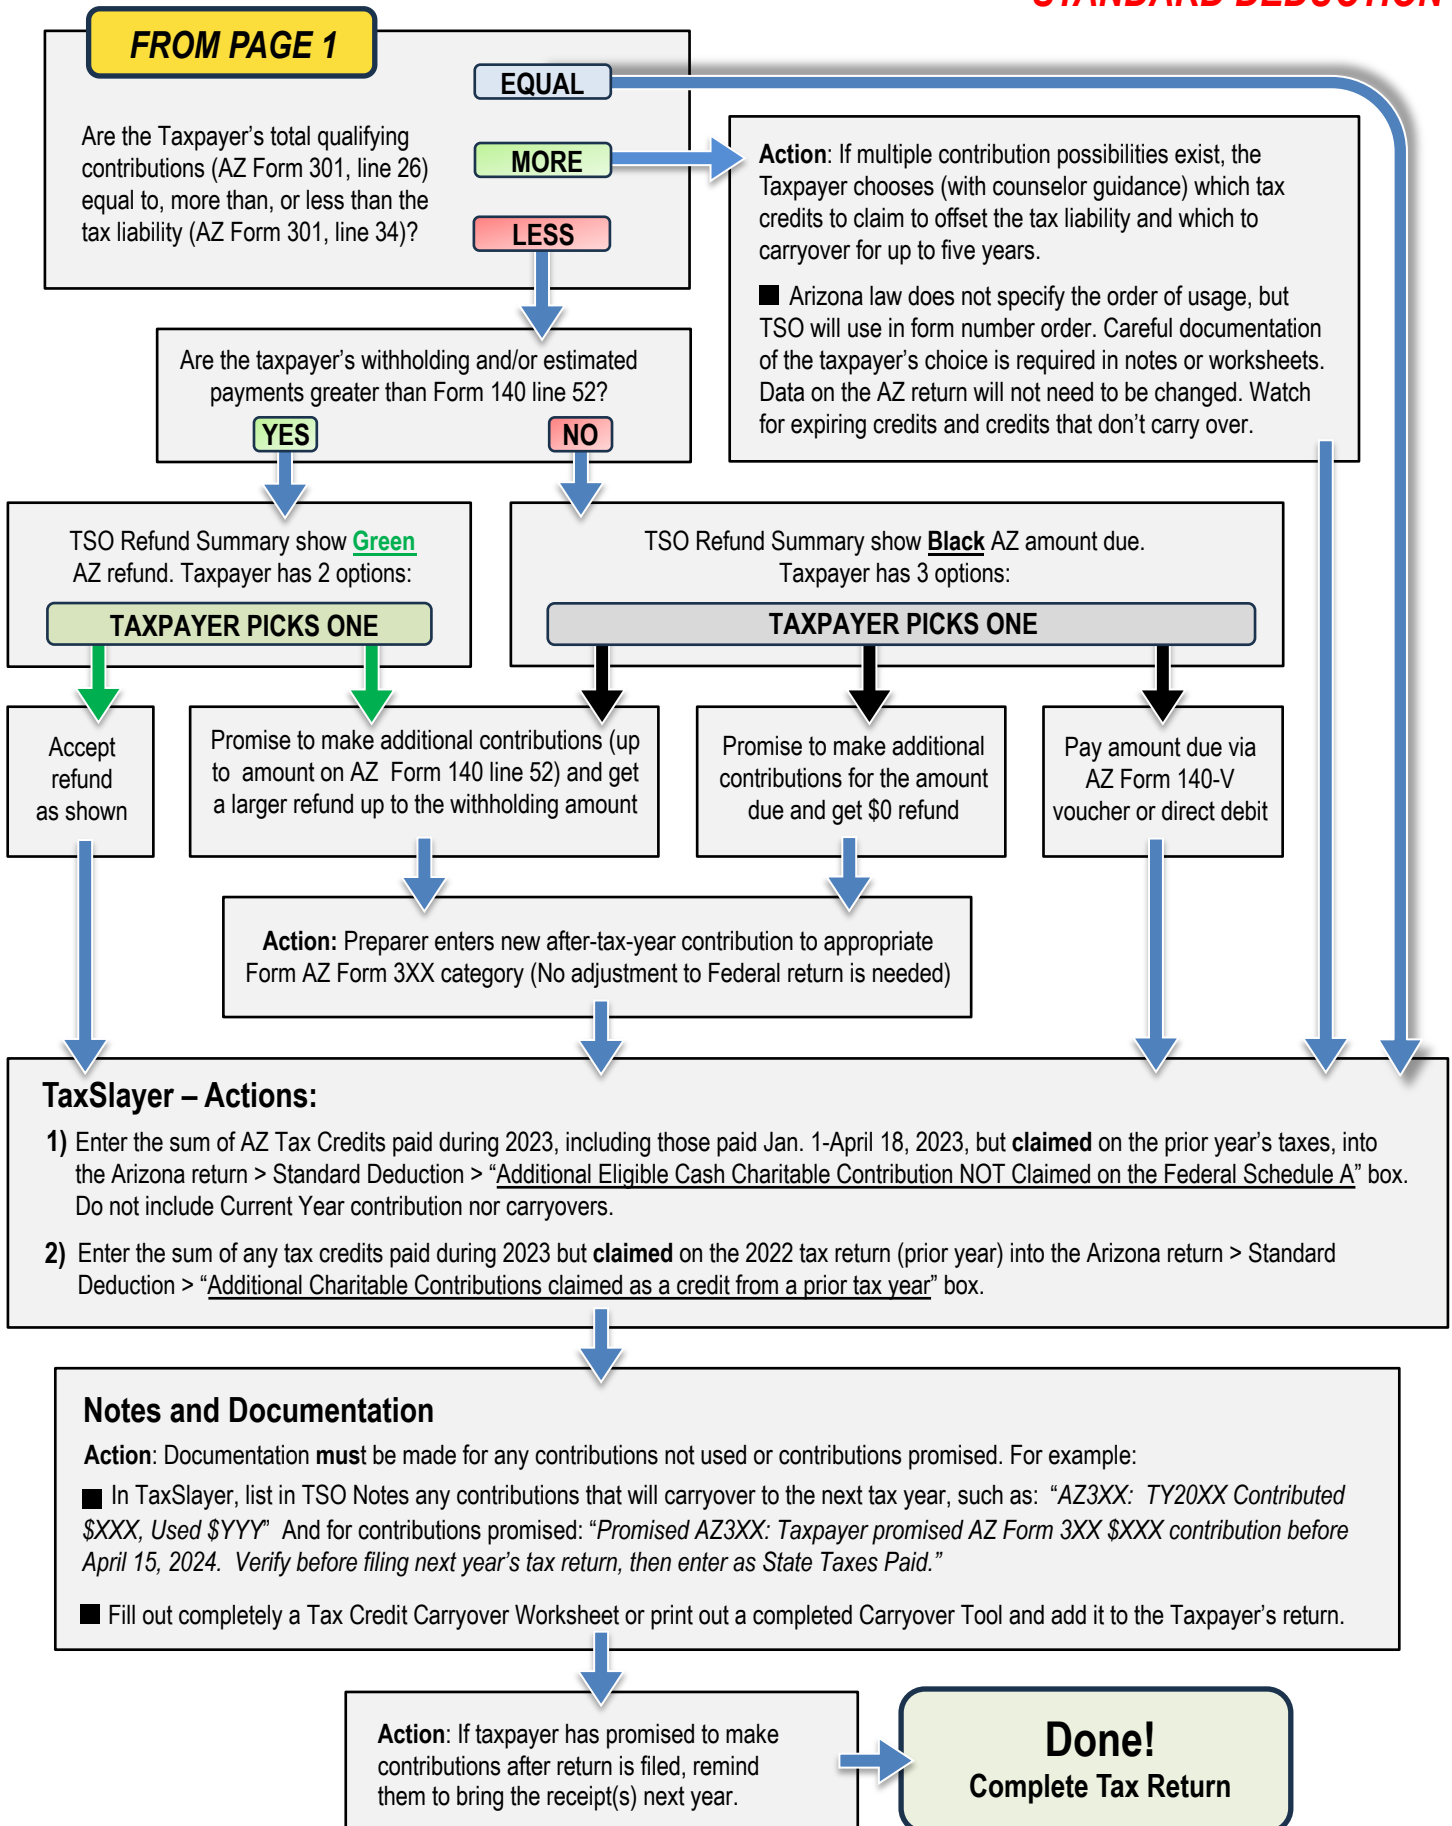 STANDARD DEDUCTION
FROM PAGE 1
EQUAL
Are the Taxpayer's total qualifying
contributions (AZ Form 301, line 26)
equal to, more than, or less than the
tax liability (AZ Form 301, line 34)?
MORE
LESS
Action: If multiple contribution possibilities exist, the
Taxpayer chooses (with counselor guidance) which tax
credits to claim to offset the tax liability and which to
carryover for up to five years.
■ Arizona law does not specify the order of usage, but
TSO will use in form number order. Careful documentation
of the taxpayer's choice is required in notes or worksheets.
Data on the AZ return will not need to be changed. Watch
for expiring credits and credits that don't carry over.
Are the taxpayer's withholding and/or estimated
payments greater than Form 140 line 52?
YES
NO
TSO Refund Summary show Green
AZ refund. Taxpayer has 2 options:
TAXPAYER PICKS ONE
TSO Refund Summary show Black AZ amount due.
Taxpayer has 3 options:
TAXPAYER PICKS ONE
Accept
refund
as shown
Promise to make additional contributions (up
to amount on AZ Form 140 line 52) and get
a larger refund up to the withholding amount
Promise to make additional
contributions for the amount
due and get $0 refund
Pay amount due via
AZ Form 140-V
voucher or direct debit
Action: Preparer enters new after-tax-year contribution to appropriate
Form AZ Form 3XX category (No adjustment to Federal return is needed)
TaxSlayer – Actions:
1) Enter the sum of AZ Tax Credits paid during 2023, including those paid Jan. 1-April 18, 2023, but claimed on the prior year's taxes, into
the Arizona return > Standard Deduction > “Additional Eligible Cash Charitable Contribution NOT Claimed on the Federal Schedule A” box.
Do not include Current Year contribution nor carryovers.
2) Enter the sum of any tax credits paid during 2023 but claimed on the 2022 tax return (prior year) into the Arizona return > Standard
Deduction > “Additional Charitable Contributions claimed as a credit from a prior tax year” box.
Notes and Documentation
Action: Documentation must be made for any contributions not used or contributions promised. For example:
■ In TaxSlayer, list in TSO Notes any contributions that will carryover to the next tax year, such as: “AZ3XX: TY20XX Contributed
$XXX, Used $YYY” And for contributions promised: “Promised AZ3XX: Taxpayer promised AZ Form 3XX $XXX contribution before
April 15, 2024. Verify before filing next year's tax return, then enter as State Taxes Paid.”
■ Fill out completely a Tax Credit Carryover Worksheet or print out a completed Carryover Tool and add it to the Taxpayer's return.
Action: If taxpayer has promised to make
contributions after return is filed, remind
them to bring the receipt(s) next year.
Done!
Complete Tax Return